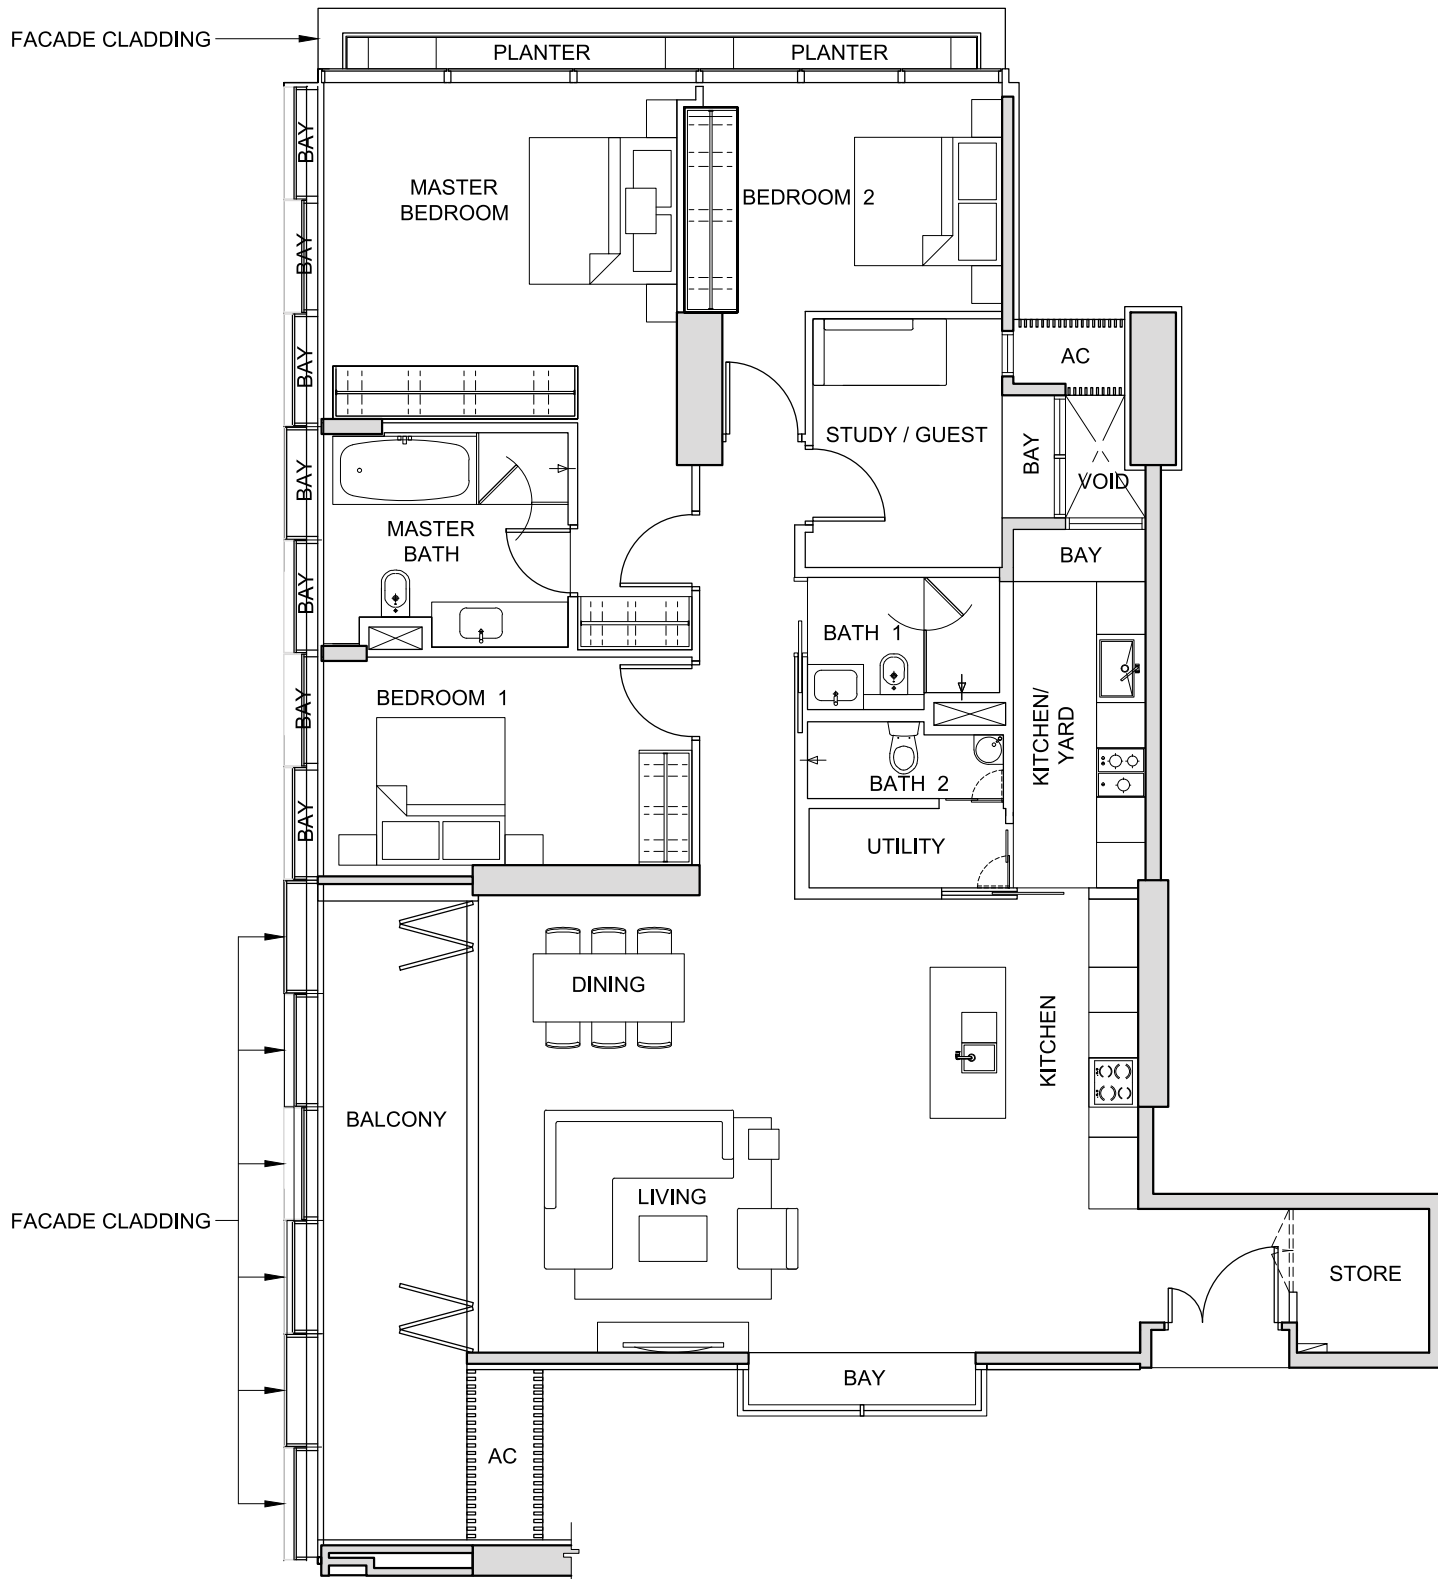 FACADE CLADDING
PLANTER
PLANTER
BAY
MASTER
BEDROOM
BEDROOM 2
BAY
BAY
AC
BAY
STUDY / GUEST
BAY
VOID
MASTER
BATH
BAY
BAY
BATH 1
BAY
BEDROOM 1
KITCHEN/
YARD
BATH 2
BAY
UTILITY
DINING
KITCHEN
BALCONY
LIVING
FACADE CLADDING
STORE
BAY
AC